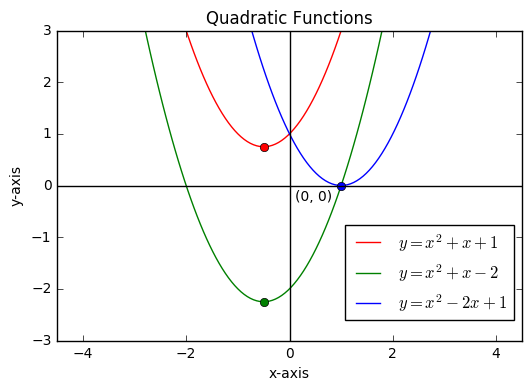 Quadratic Functions
3
2
1
0
−1
−2
−3
y-axis
(0, 0)
y = x² + x + 1
y = x² + x − 2
y = x² − 2x + 1
−4
−2
0
2
4
x-axis